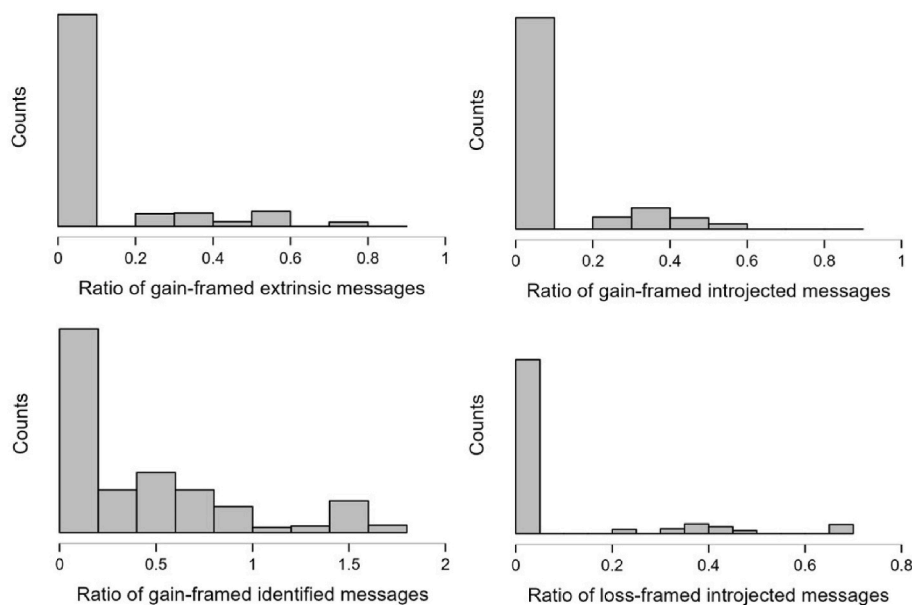 Counts
0 0.2 0.4 0.6 0.8 1
Ratio of gain-framed extrinsic messages
Counts
0 0.2 0.4 0.6 0.8 1
Ratio of gain-framed introjected messages
Counts
0 0.5 1 1.5 2
Ratio of gain-framed identified messages
Counts
0 0.2 0.4 0.6 0.8
Ratio of loss-framed introjected messages